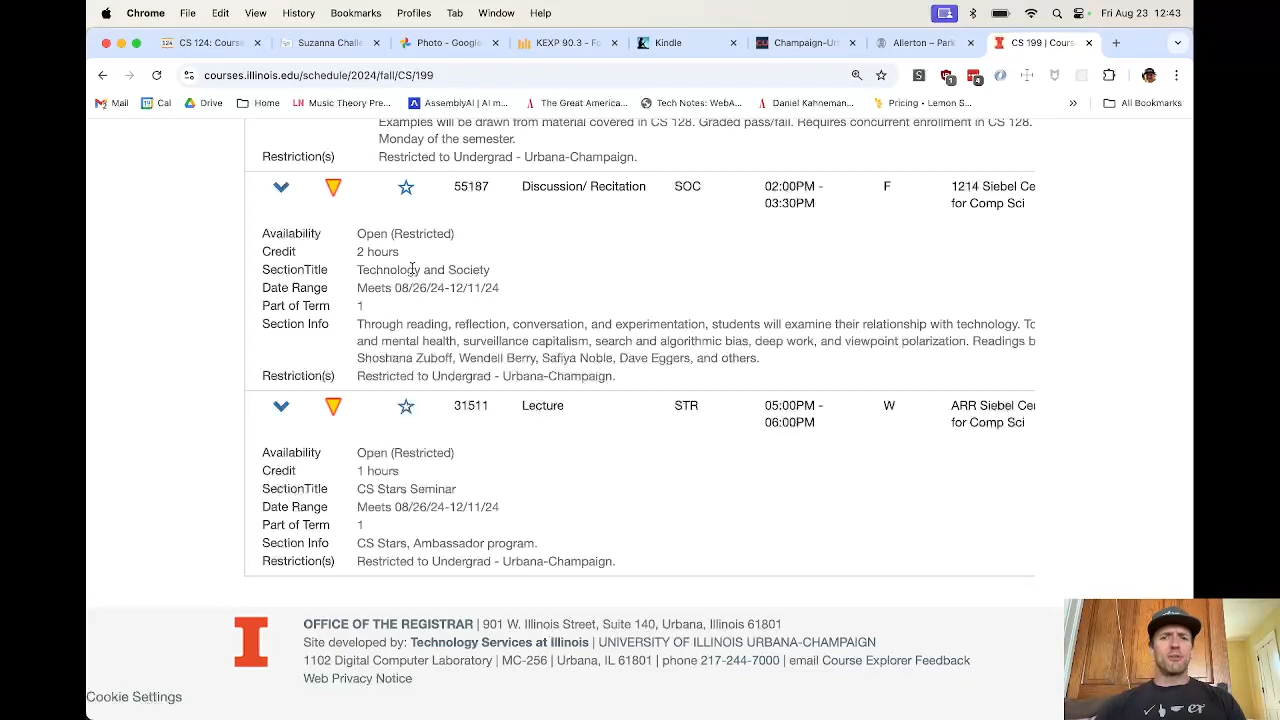 Chrome File Edit View History Bookmarks Profiles Tab Window Help Fri Aug 23 12:43
CS 124 Course Challe Photo - Go Kindle Champaign-Ur Allerton – Park CS 199 | Cours
courses.illinois.edu/schedule/2024/fall/CS/199
Mail Cal Drive Home Music Theory Pre... AssemblyAI | AI m... The Great America... Tech Notes: WebA... Daniel Kahneman... Pricing • Lemon S... » All Bookmarks
Examples will be drawn from material covered in CS 128. Graded pass/fail. Requires concurrent enrollment in CS 128.
Monday of the semester.
Restriction(s) Restricted to Undergrad - Urbana-Champaign.
55187 Discussion/ Recitation SOC 02:00PM - F 1214 Siebel Ce
03:30PM for Comp Sci
Availability Open (Restricted)
Credit 2 hours
SectionTitle Technology and Society
Date Range Meets 08/26/24-12/11/24
Part of Term 1
Section Info Through reading, reflection, conversation, and experimentation, students will examine their relationship with technology. To
and mental health, surveillance capitalism, search and algorithmic bias, deep work, and viewpoint polarization. Readings b
Shoshana Zuboff, Wendell Berry, Safiya Noble, Dave Eggers, and others.
Restriction(s) Restricted to Undergrad - Urbana-Champaign.
31511 Lecture STR 05:00PM - W ARR Siebel Ce
06:00PM for Comp Sci
Availability Open (Restricted)
Credit 1 hours
SectionTitle CS Stars Seminar
Date Range Meets 08/26/24-12/11/24
Part of Term 1
Section Info CS Stars, Ambassador program.
Restriction(s) Restricted to Undergrad - Urbana-Champaign.
OFFICE OF THE REGISTRAR | 901 W. Illinois Street, Suite 140, Urbana, Illinois 61801
Site developed by: Technology Services at Illinois | UNIVERSITY OF ILLINOIS URBANA-CHAMPAIGN
1102 Digital Computer Laboratory | MC-256 | Urbana, IL 61801 | phone 217-244-7000 | email Course Explorer Feedback
Web Privacy Notice
Cookie Settings